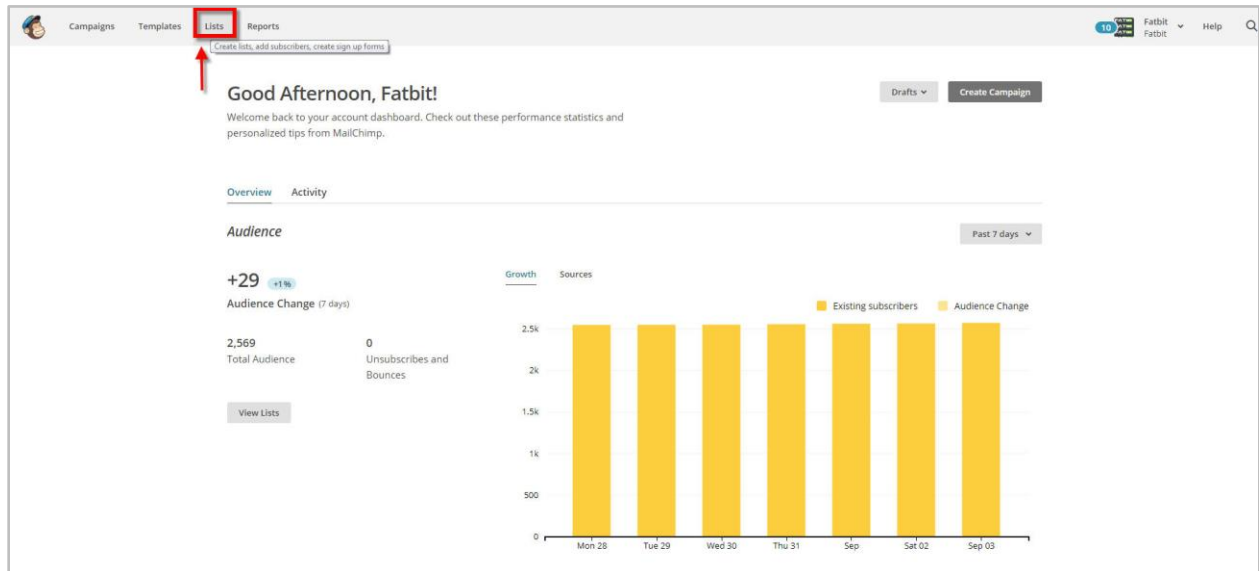 Campaigns Templates Lists Reports
10 Fatbit Help
Fatbit
Create lists, add subscribers, create sign up forms
Good Afternoon, Fatbit!
Drafts Create Campaign
Welcome back to your account dashboard. Check out these performance statistics and
personalized tips from MailChimp.
Overview Activity
Audience
Past 7 days
+29 +1%
Audience Change (7 days)
2,569
Total Audience
0
Unsubscribes and
Bounces
View Lists
Growth Sources
Existing subscribers Audience Change
2.5k
2k
1.5k
1k
500
0
Mon 28 Tue 29 Wed 30 Thu 31 Sep Sat 02 Sep 03